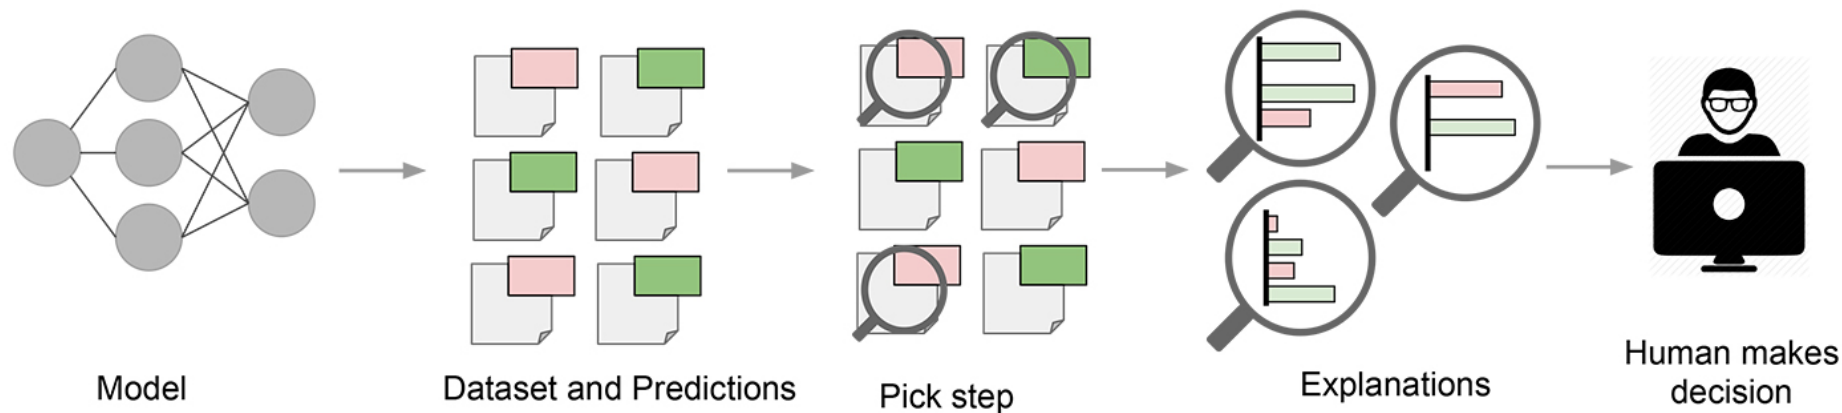 Model
Dataset and Predictions
Pick step
Explanations
Human makes
decision